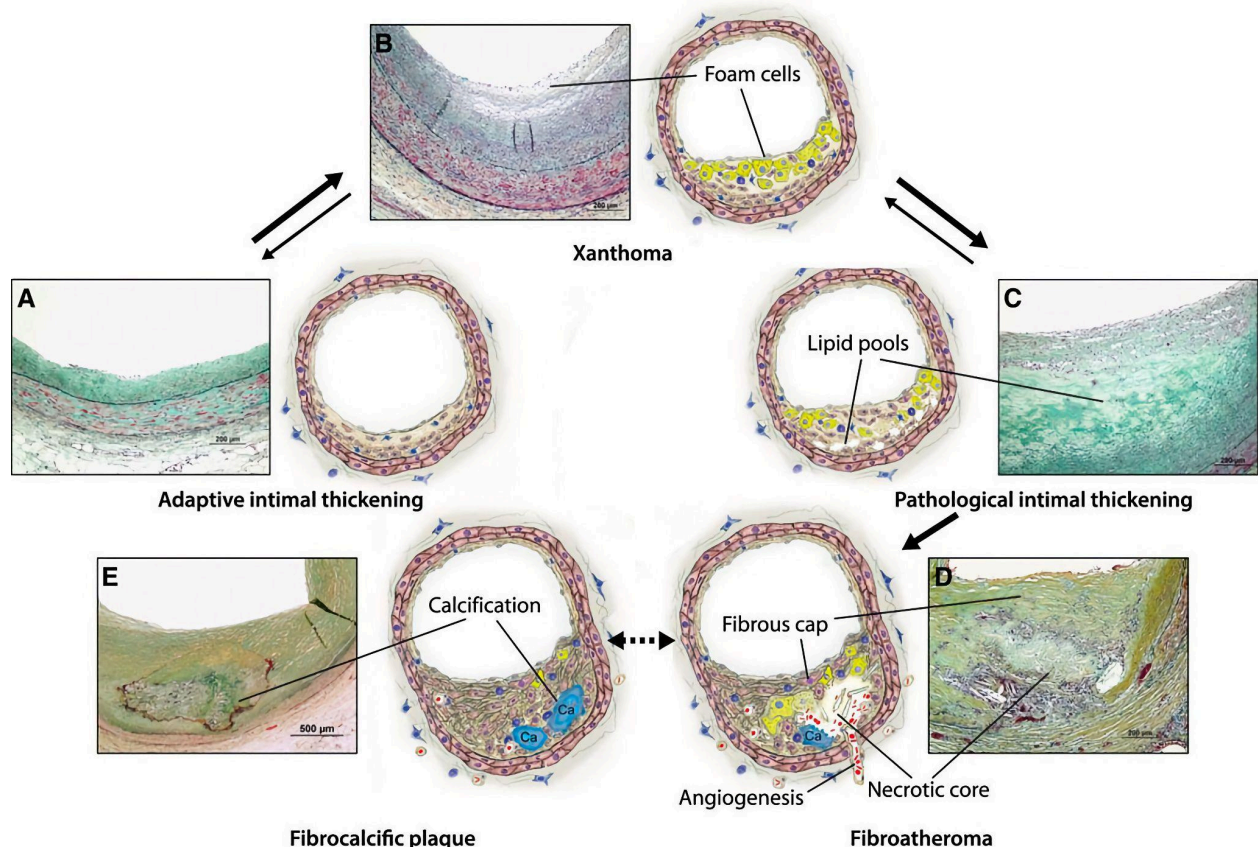 B
Foam cells
200 µm
Xanthoma
A
200 µm
Adaptive intimal thickening
C
Lipid pools
200 µm
Pathological intimal thickening
E
Calcification
Ca
Ca
500 µm
Fibrocalcific plaque
D
Fibrous cap
Ca
200 µm
Angiogenesis
Necrotic core
Fibroatheroma